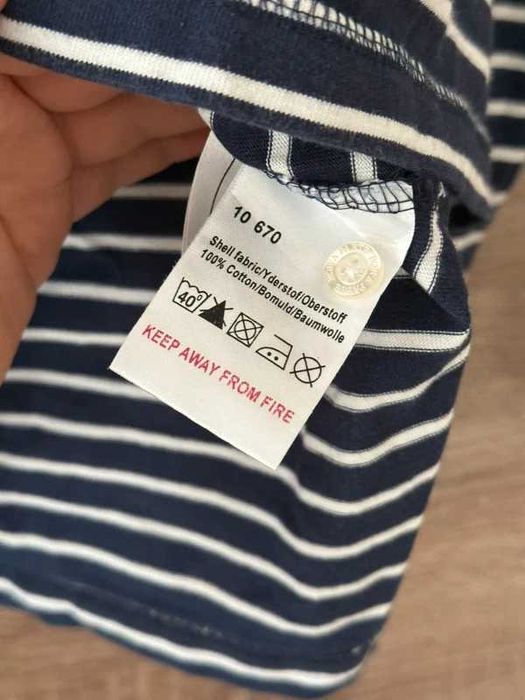 10 670
Shell fabric/Yderstof/Oberstoff
100% Cotton/Bomuld/Baumwolle
40°
KEEP AWAY FROM FIRE